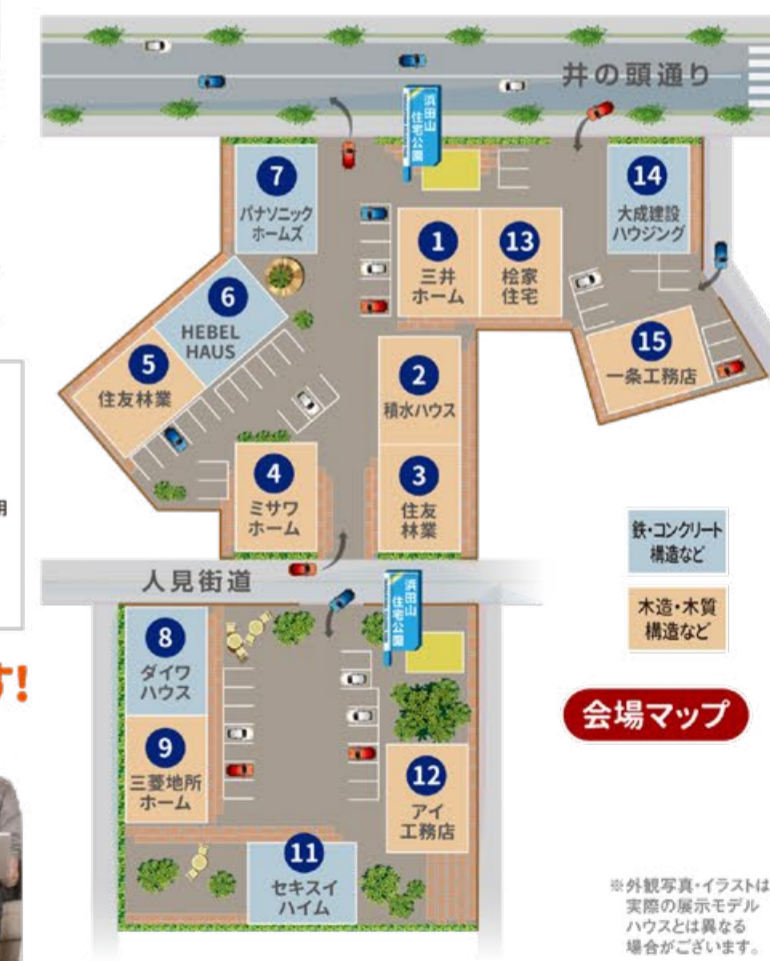 井の頭通り
浜田山
住宅公園
7
パナソニック
ホームズ
14
大成建設
ハウジング
1
三井
ホーム
13
桧家
住宅
6
HEBEL
HAUS
5
住友林業
15
一条工務店
2
積水ハウス
4
ミサワ
ホーム
3
住友
林業
鉄・コンクリート
構造など
木造・木質
構造など
人見街道
浜田山
住宅公園
8
ダイワ
ハウス
す!
会場マップ
9
三菱地所
ホーム
12
アイ
工務店
11
セキスイ
ハイム
※外観写真・イラストは
実際の展示モデル
ハウスとは異なる
場合がございます。